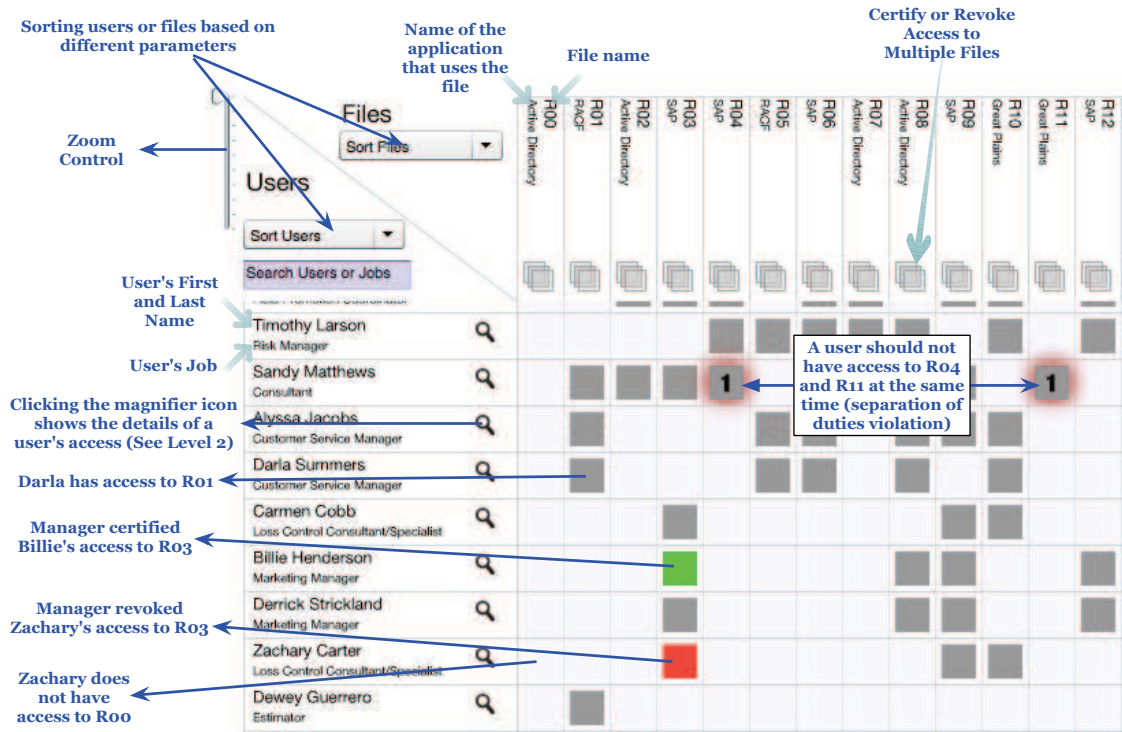 Sorting users or files based on
different parameters
Name of the
application
that uses the
file
File name
Certify or Revoke
Access to
Multiple Files
Zoom
Control
Files
Sort Files
Users
Sort Users
Search Users or Jobs
R00
Active Directory
R01
RACF
R02
Active Directory
R03
SAP
R04
SAP
R05
RACF
R06
SAP
R07
Active Directory
R08
Active Directory
R09
SAP
R10
Great Plains
R11
Great Plains
R12
SAP
User's First
and Last
Name
User's Job
Clicking the magnifier icon
shows the details of a
user's access (See Level 2)
Darla has access to R01
Manager certified
Billie's access to R03
Manager revoked
Zachary's access to R03
Zachary does
not have
access to R00
Timothy Larson
Risk Manager
Sandy Matthews
Consultant
1
1
A user should not
have access to R04
and R11 at the same
time (separation of
duties violation)
Alyssa Jacobs
Customer Service Manager
Darla Summers
Customer Service Manager
Carmen Cobb
Loss Control Consultant/Specialist
Billie Henderson
Marketing Manager
Derrick Strickland
Marketing Manager
Zachary Carter
Loss Control Consultant/Specialist
Dewey Guerrero
Estimator